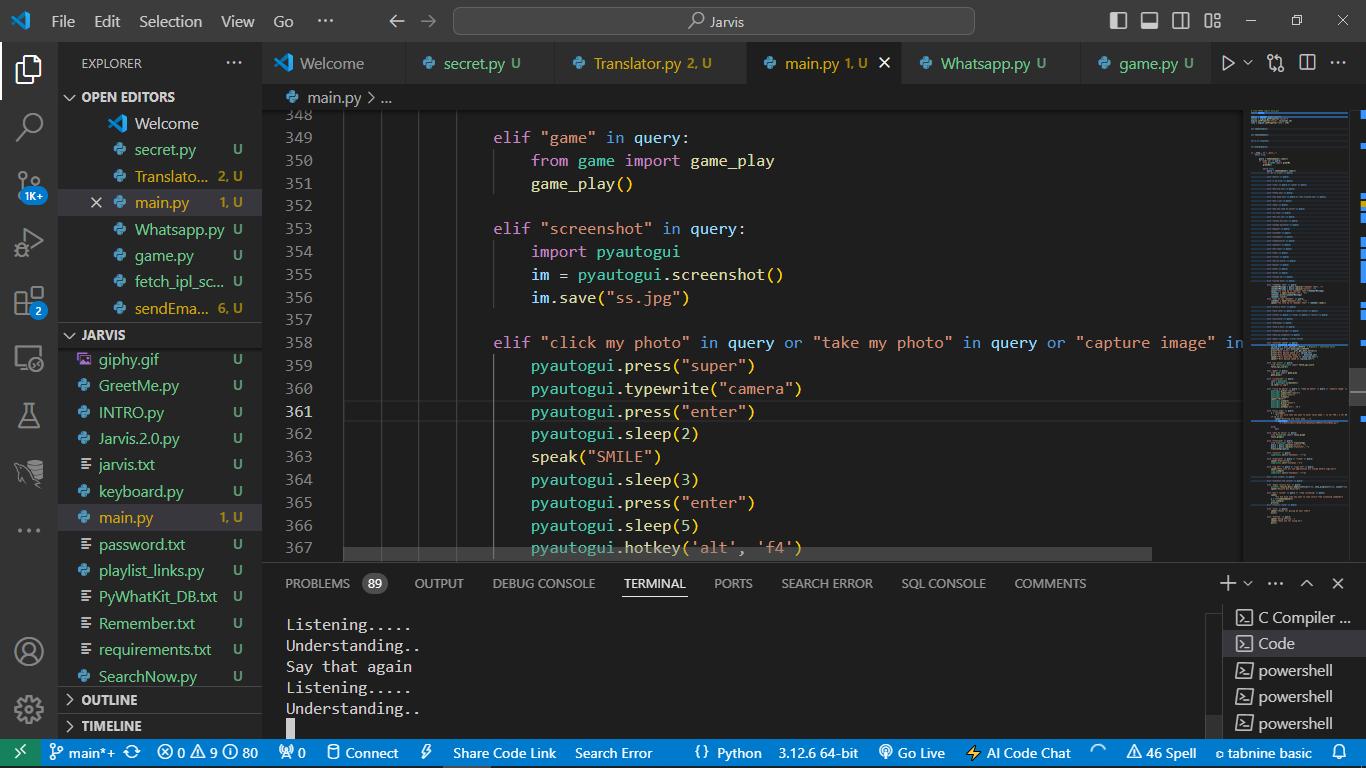 File Edit Selection View Go ··· Jarvis
EXPLORER ···
Welcome secret.py U Translator.py 2, U main.py 1, U Whatsapp.py U game.py U
main.py > ...
OPEN EDITORS
Welcome
secret.py U
Translato... 2, U
main.py 1, U
Whatsapp.py U
game.py U
fetch_ipl_sc... U
sendEma... 6, U
JARVIS
giphy.gif U
GreetMe.py U
INTRO.py U
Jarvis.2.0.py U
jarvis.txt U
keyboard.py U
main.py 1, U
password.txt U
playlist_links.py U
PyWhatKit_DB.txt U
Remember.txt U
requirements.txt U
SearchNow.py U
OUTLINE
TIMELINE
1K+
2
348
349 elif "game" in query:
350 from game import game_play
351 game_play()
352
353 elif "screenshot" in query:
354 import pyautogui
355 im = pyautogui.screenshot()
356 im.save("ss.jpg")
357
358 elif "click my photo" in query or "take my photo" in query or "capture image" in
359 pyautogui.press("super")
360 pyautogui.typewrite("camera")
361 pyautogui.press("enter")
362 pyautogui.sleep(2)
363 speak("SMILE")
364 pyautogui.sleep(3)
365 pyautogui.press("enter")
366 pyautogui.sleep(5)
367 pyautogui.hotkey('alt', 'f4')
PROBLEMS 89 OUTPUT DEBUG CONSOLE TERMINAL PORTS SEARCH ERROR SQL CONSOLE COMMENTS
Listening.....
Understanding..
Say that again
Listening.....
Understanding..
C Compiler ...
Code
powershell
powershell
powershell
main*+ 0 9 80 0 Connect Share Code Link Search Error Python 3.12.6 64-bit Go Live AI Code Chat 46 Spell tabnine basic